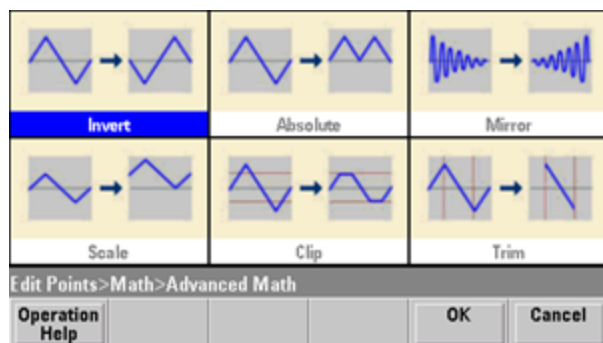 Invert
Absolute
Mirror
Scale
Clip
Trim
Edit Points>Math>Advanced Math
Operation
Help
OK
Cancel